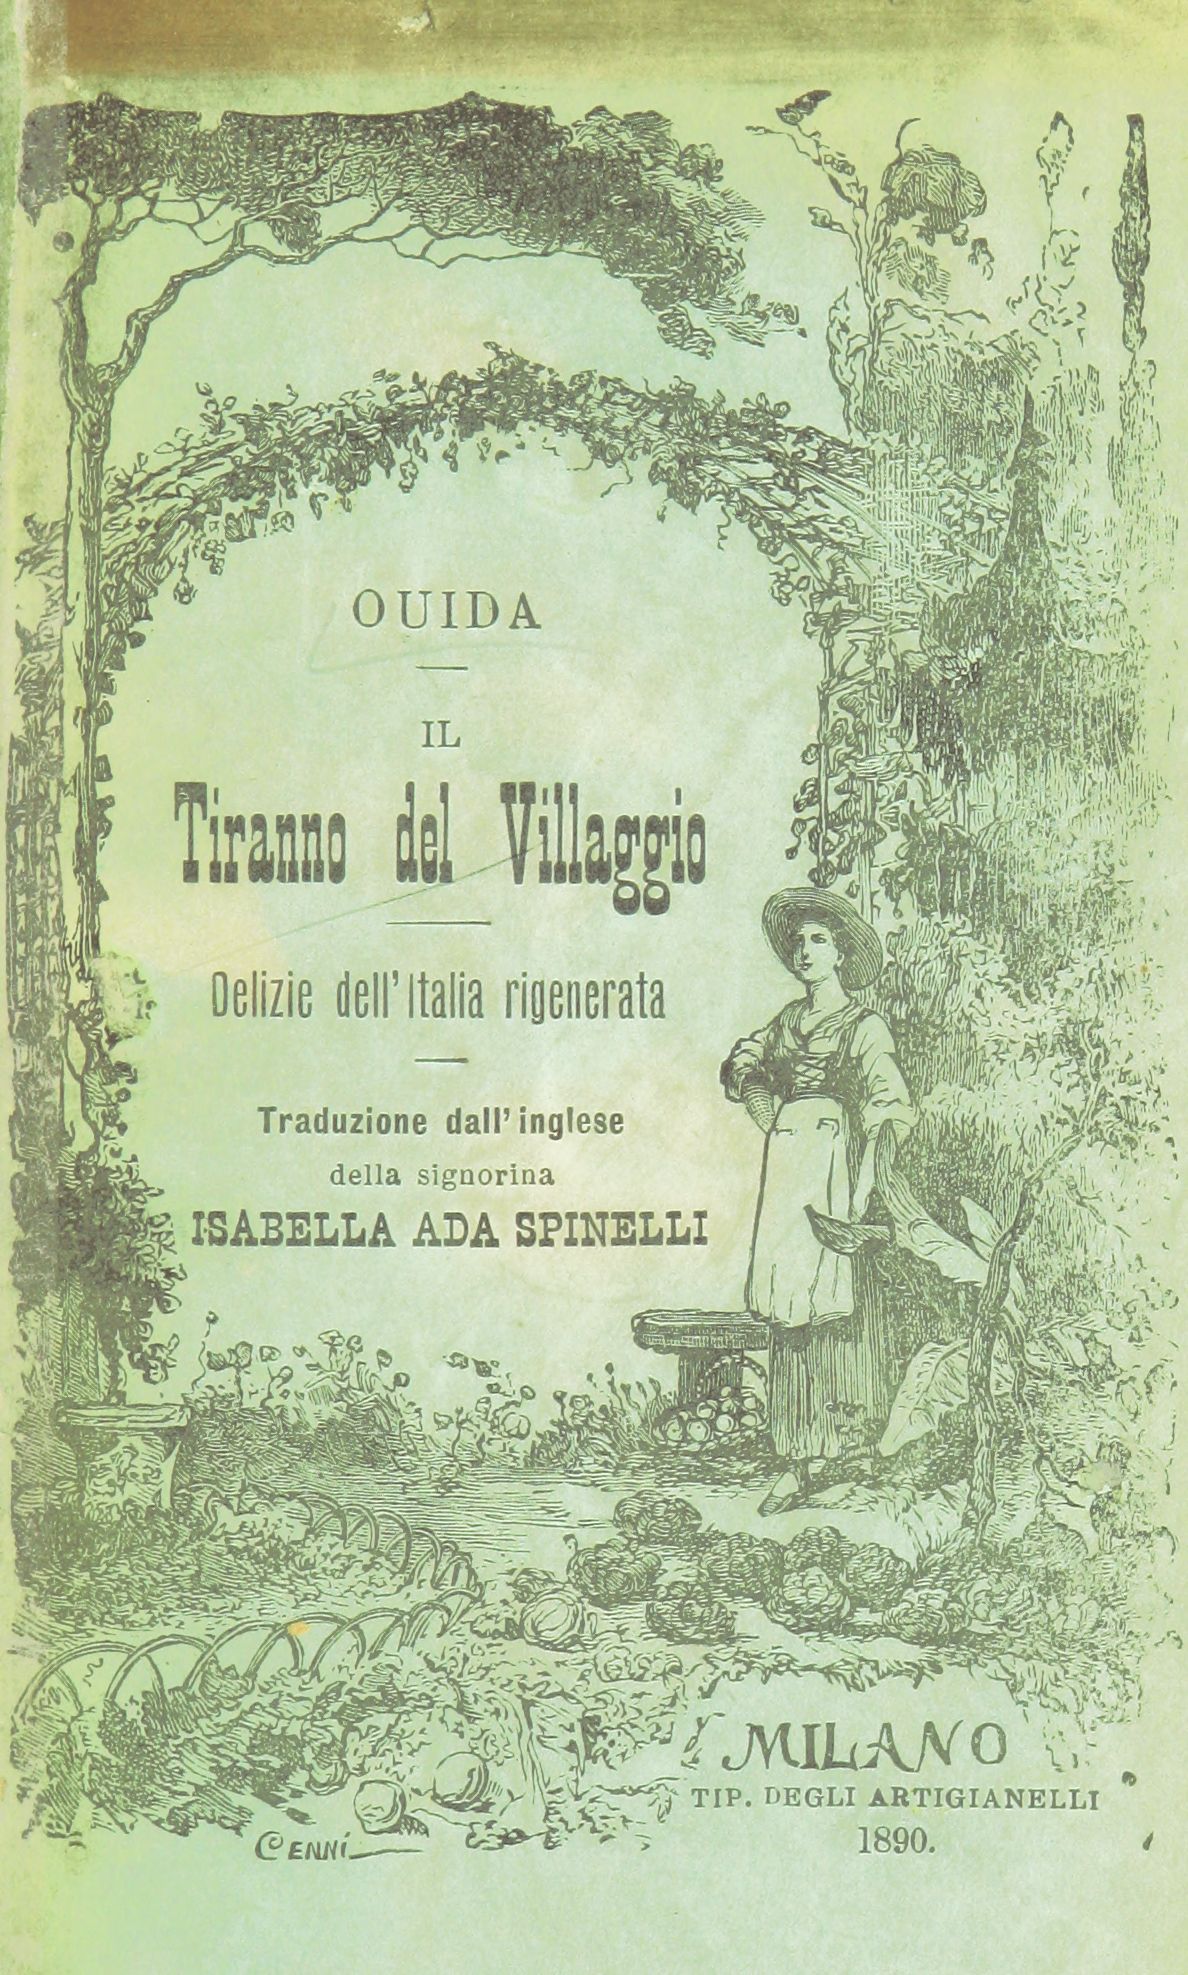 OUIDA
IL
Tiranno del Villaggio
Delizie dell' Italia rigenerata
Traduzione dall' inglese
della signorina
ISABELLA ADA SPINELLI
MILANO
TIP. DEGLI ARTIGIANELLI
1890.
CENNI